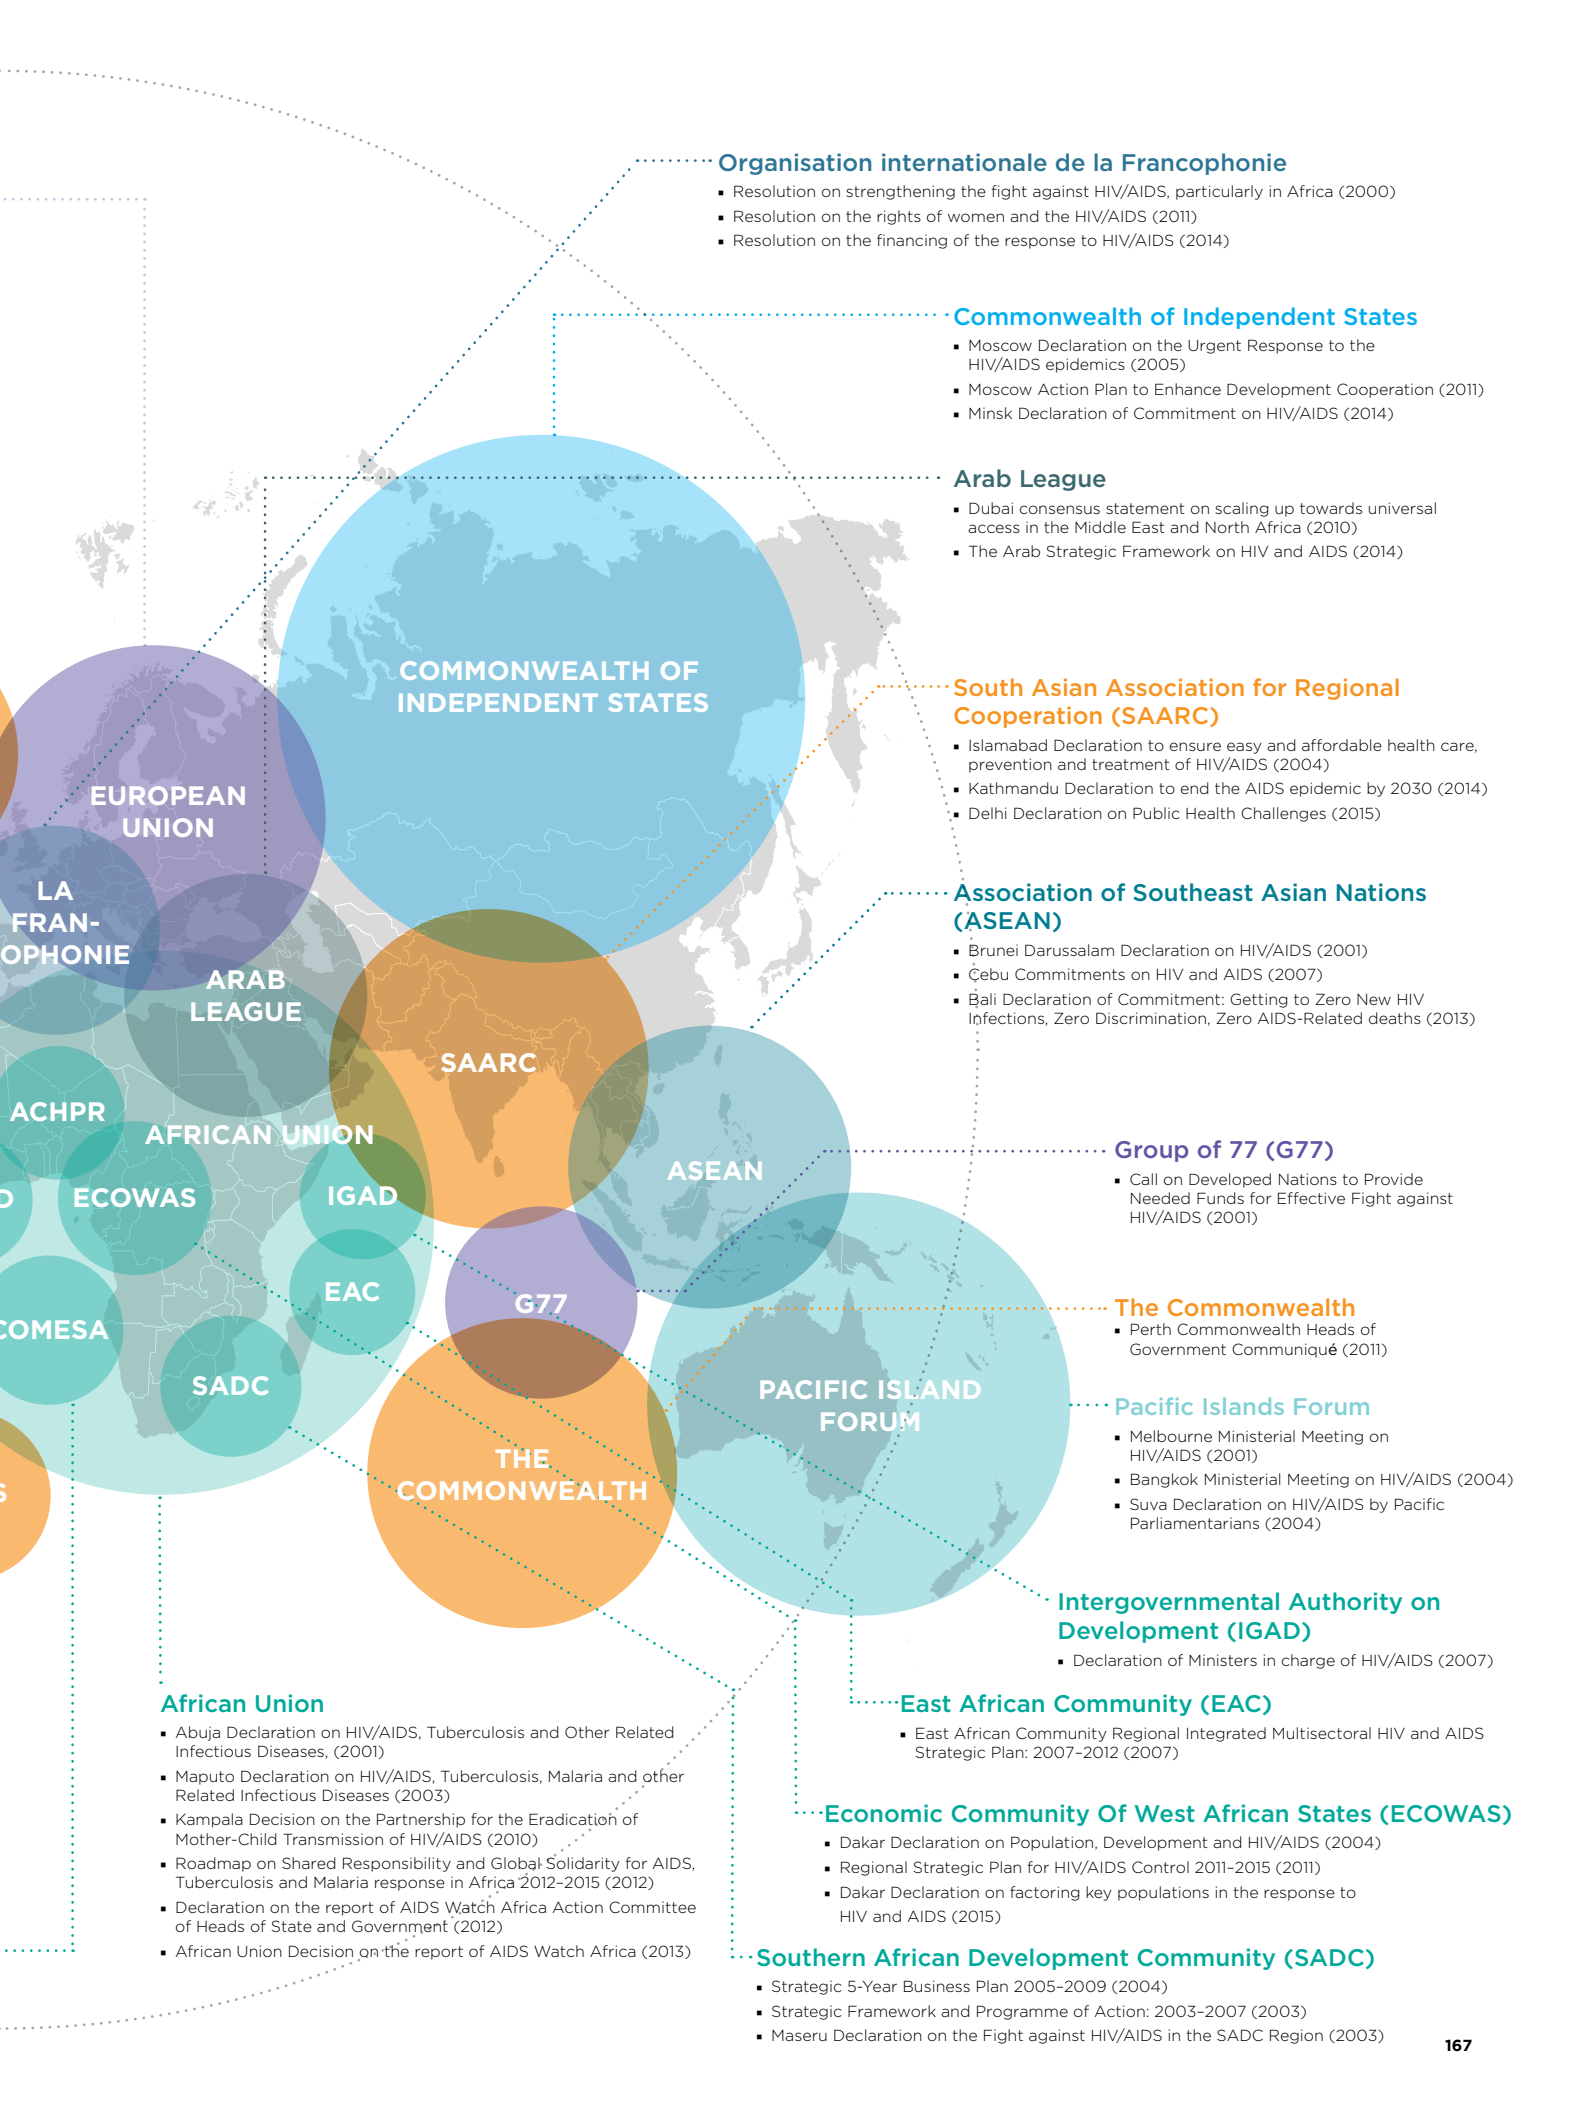 Organisation internationale de la Francophonie
▪ Resolution on strengthening the fight against HIV/AIDS, particularly in Africa (2000)
▪ Resolution on the rights of women and the HIV/AIDS (2011)
▪ Resolution on the financing of the response to HIV/AIDS (2014)
Commonwealth of Independent States
▪ Moscow Declaration on the Urgent Response to the
HIV/AIDS epidemics (2005)
▪ Moscow Action Plan to Enhance Development Cooperation (2011)
▪ Minsk Declaration of Commitment on HIV/AIDS (2014)
Arab League
▪ Dubai consensus statement on scaling up towards universal
access in the Middle East and North Africa (2010)
▪ The Arab Strategic Framework on HIV and AIDS (2014)
South Asian Association for Regional
Cooperation (SAARC)
▪ Islamabad Declaration to ensure easy and affordable health care,
prevention and treatment of HIV/AIDS (2004)
▪ Kathmandu Declaration to end the AIDS epidemic by 2030 (2014)
▪ Delhi Declaration on Public Health Challenges (2015)
Association of Southeast Asian Nations
(ASEAN)
▪ Brunei Darussalam Declaration on HIV/AIDS (2001)
▪ Cebu Commitments on HIV and AIDS (2007)
▪ Bali Declaration of Commitment: Getting to Zero New HIV
Infections, Zero Discrimination, Zero AIDS-Related deaths (2013)
Group of 77 (G77)
▪ Call on Developed Nations to Provide
Needed Funds for Effective Fight against
HIV/AIDS (2001)
The Commonwealth
▪ Perth Commonwealth Heads of
Government Communiqué (2011)
Pacific Islands Forum
▪ Melbourne Ministerial Meeting on
HIV/AIDS (2001)
▪ Bangkok Ministerial Meeting on HIV/AIDS (2004)
▪ Suva Declaration on HIV/AIDS by Pacific
Parliamentarians (2004)
Intergovernmental Authority on
Development (IGAD)
▪ Declaration of Ministers in charge of HIV/AIDS (2007)
East African Community (EAC)
▪ East African Community Regional Integrated Multisectoral HIV and AIDS
Strategic Plan: 2007–2012 (2007)
Economic Community Of West African States (ECOWAS)
▪ Dakar Declaration on Population, Development and HIV/AIDS (2004)
▪ Regional Strategic Plan for HIV/AIDS Control 2011–2015 (2011)
▪ Dakar Declaration on factoring key populations in the response to
HIV and AIDS (2015)
Southern African Development Community (SADC)
▪ Strategic 5-Year Business Plan 2005–2009 (2004)
▪ Strategic Framework and Programme of Action: 2003–2007 (2003)
▪ Maseru Declaration on the Fight against HIV/AIDS in the SADC Region (2003)
African Union
▪ Abuja Declaration on HIV/AIDS, Tuberculosis and Other Related
Infectious Diseases, (2001)
▪ Maputo Declaration on HIV/AIDS, Tuberculosis, Malaria and other
Related Infectious Diseases (2003)
▪ Kampala Decision on the Partnership for the Eradication of
Mother-Child Transmission of HIV/AIDS (2010)
▪ Roadmap on Shared Responsibility and Global Solidarity for AIDS,
Tuberculosis and Malaria response in Africa 2012–2015 (2012)
▪ Declaration on the report of AIDS Watch Africa Action Committee
of Heads of State and Government (2012)
▪ African Union Decision on the report of AIDS Watch Africa (2013)
COMMONWEALTH OF
INDEPENDENT STATES
EUROPEAN
UNION
LA
FRAN-
OPHONIE
ARAB
LEAGUE
SAARC
ACHPR
AFRICAN UNION
ASEAN
D
ECOWAS
IGAD
EAC
G77
COMESA
SADC
PACIFIC ISLAND
FORUM
THE
COMMONWEALTH
S
167